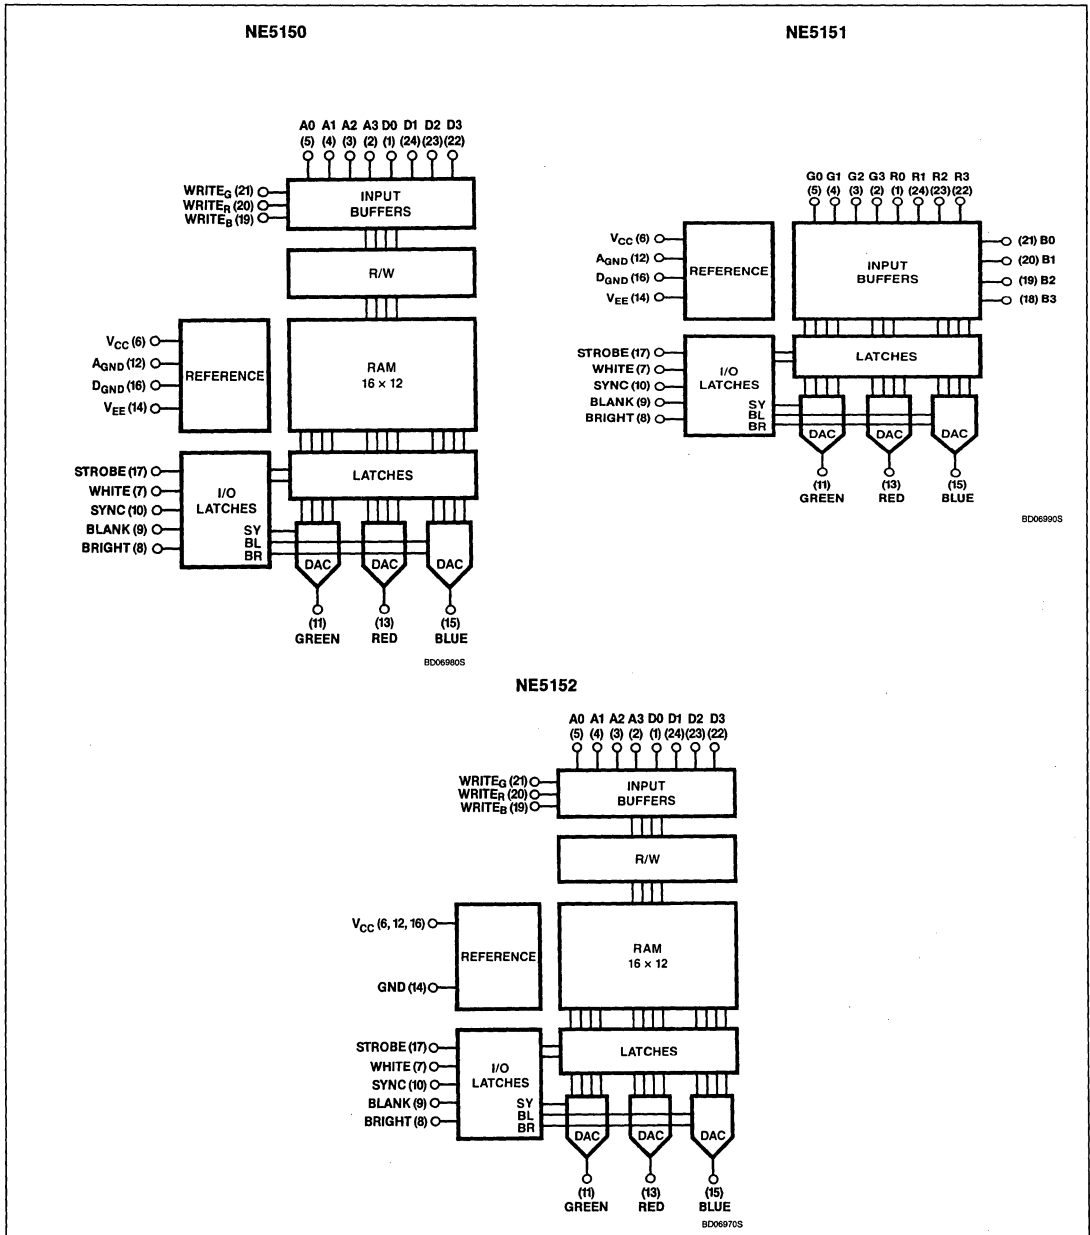 NE5150
A0 A1 A2 A3 D0 D1 D2 D3
(5) (4) (3) (2) (1) (24) (23) (22)
WRITEG (21)
WRITER (20)
WRITEB (19)
INPUT
BUFFERS
R/W
RAM
16 × 12
VCC (6)
AGND (12)
DGND (16)
VEE (14)
REFERENCE
STROBE (17)
WHITE (7)
SYNC (10)
BLANK (9)
BRIGHT (8)
I/O
LATCHES
SY
BL
BR
LATCHES
DAC DAC DAC
(11) (13) (15)
GREEN RED BLUE
BD06980S
NE5151
G0 G1 G2 G3 R0 R1 R2 R3
(5) (4) (3) (2) (1) (24) (23) (22)
VCC (6)
AGND (12)
DGND (16)
VEE (14)
REFERENCE
INPUT
BUFFERS
(21) B0
(20) B1
(19) B2
(18) B3
STROBE (17)
WHITE (7)
SYNC (10)
BLANK (9)
BRIGHT (8)
I/O
LATCHES
SY
BL
BR
LATCHES
DAC DAC DAC
(11) (13) (15)
GREEN RED BLUE
BD06990S
NE5152
A0 A1 A2 A3 D0 D1 D2 D3
(5) (4) (3) (2) (1) (24) (23) (22)
WRITEG (21)
WRITER (20)
WRITEB (19)
INPUT
BUFFERS
R/W
RAM
16 × 12
VCC (6, 12, 16)
GND (14)
REFERENCE
STROBE (17)
WHITE (7)
SYNC (10)
BLANK (9)
BRIGHT (8)
I/O
LATCHES
SY
BL
BR
LATCHES
DAC DAC DAC
(11) (13) (15)
GREEN RED BLUE
BD06970S